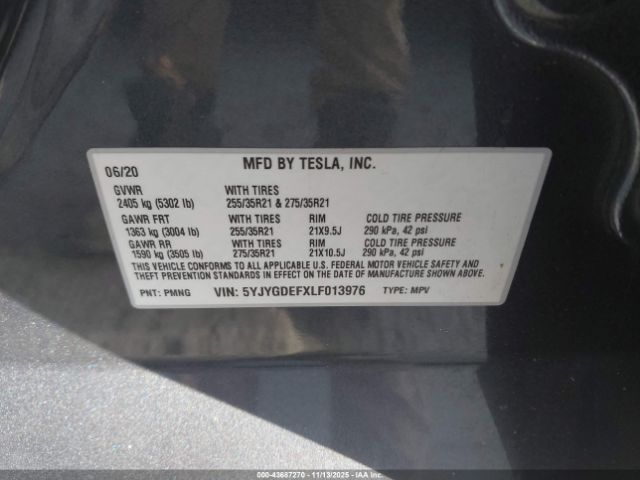 MFD BY TESLA, INC.
06/20
GVWR WITH TIRES
2405 kg (5302 lb) 255/35R21 & 275/35R21
GAWR FRT WITH TIRES RIM COLD TIRE PRESSURE
1363 kg (3004 lb) 255/35R21 21X9.5J 290 kPa, 42 psi
GAWR RR WITH TIRES RIM COLD TIRE PRESSURE
1590 kg (3505 lb) 275/35R21 21X10.5J 290 kPa, 42 psi
THIS VEHICLE CONFORMS TO ALL APPLICABLE U.S. FEDERAL MOTOR VEHICLE SAFETY AND
THEFT PREVENTION STANDARDS IN EFFECT ON THE DATE OF MANUFACTURE SHOWN ABOVE.
PNT: PMNG VIN: 5YJYGDEFXLF013976 TYPE: MPV
000-43687270 - 11/13/2025 - IAAI.COM